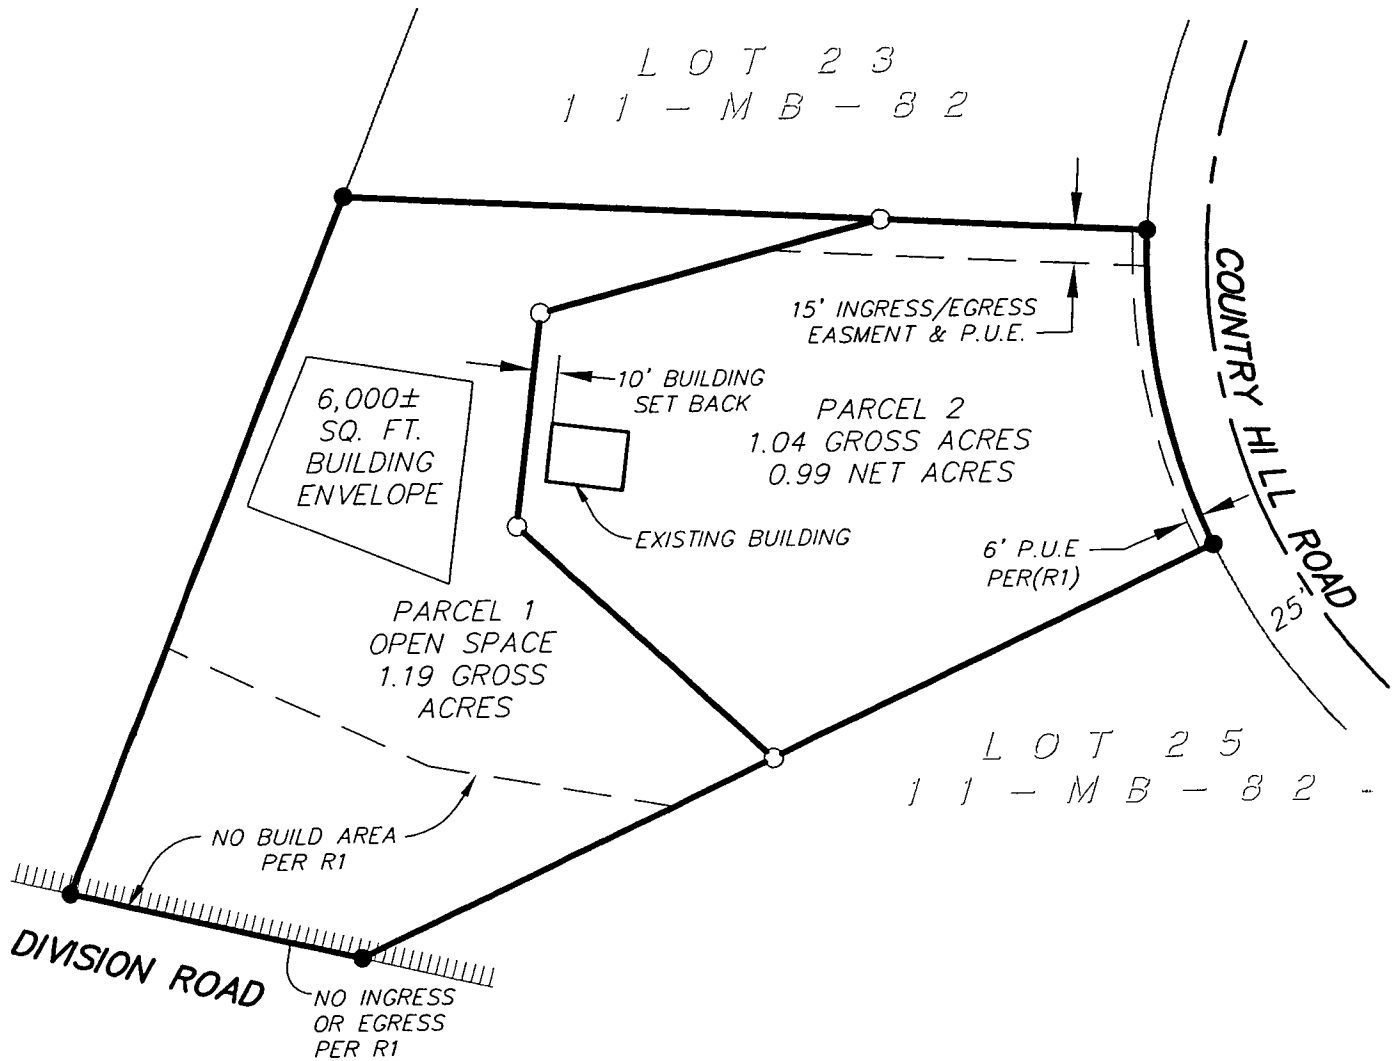 LOT 23
11-MB-82
15' INGRESS/EGRESS
EASMENT & P.U.E.
COUNTRY HILL ROAD
10' BUILDING
SET BACK
6,000±
SQ. FT.
BUILDING
ENVELOPE
PARCEL 2
1.04 GROSS ACRES
0.99 NET ACRES
EXISTING BUILDING
6' P.U.E
PER(R1)
25'
PARCEL 1
OPEN SPACE
1.19 GROSS
ACRES
LOT 25
11-MB-82
NO BUILD AREA
PER R1
DIVISION ROAD
NO INGRESS
OR EGRESS
PER R1